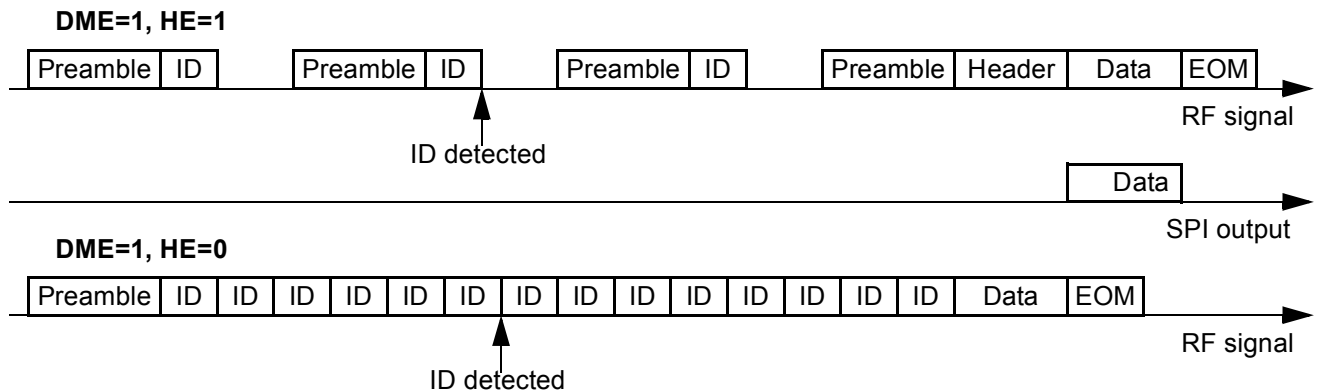 DME=1, HE=1
Preamble ID Preamble ID Preamble ID Preamble Header Data EOM
RF signal
ID detected
Data
SPI output
DME=1, HE=0
Preamble ID ID ID ID ID ID ID ID ID ID ID ID ID ID Data EOM
RF signal
ID detected